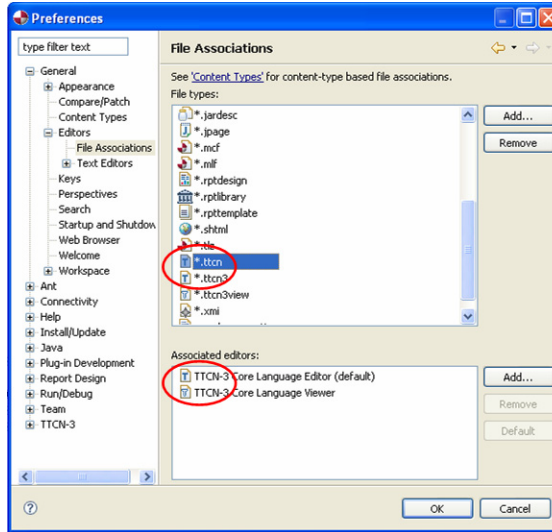 Preferences
type filter text
File Associations
General
Appearance
Compare/Patch
Content Types
Editors
File Associations
Text Editors
Keys
Perspectives
Search
Startup and Shutdow
Web Browser
Welcome
Workspace
Ant
Connectivity
Help
Install/Update
Java
Plug-in Development
Report Design
Run/Debug
Team
TTCN-3
See 'Content Types' for content-type based file associations.
File types:
*.jardesc
*.jpage
*.mcf
*.mlf
*.rptdesign
*.rptlibrary
*.rpttemplate
*.shtml
*.ttcn
*.ttcn3
*.ttcn3view
*.xmi
Add...
Remove
Associated editors:
TTCN-3 Core Language Editor (default)
TTCN-3 Core Language Viewer
Add...
Remove
Default
?
OK
Cancel